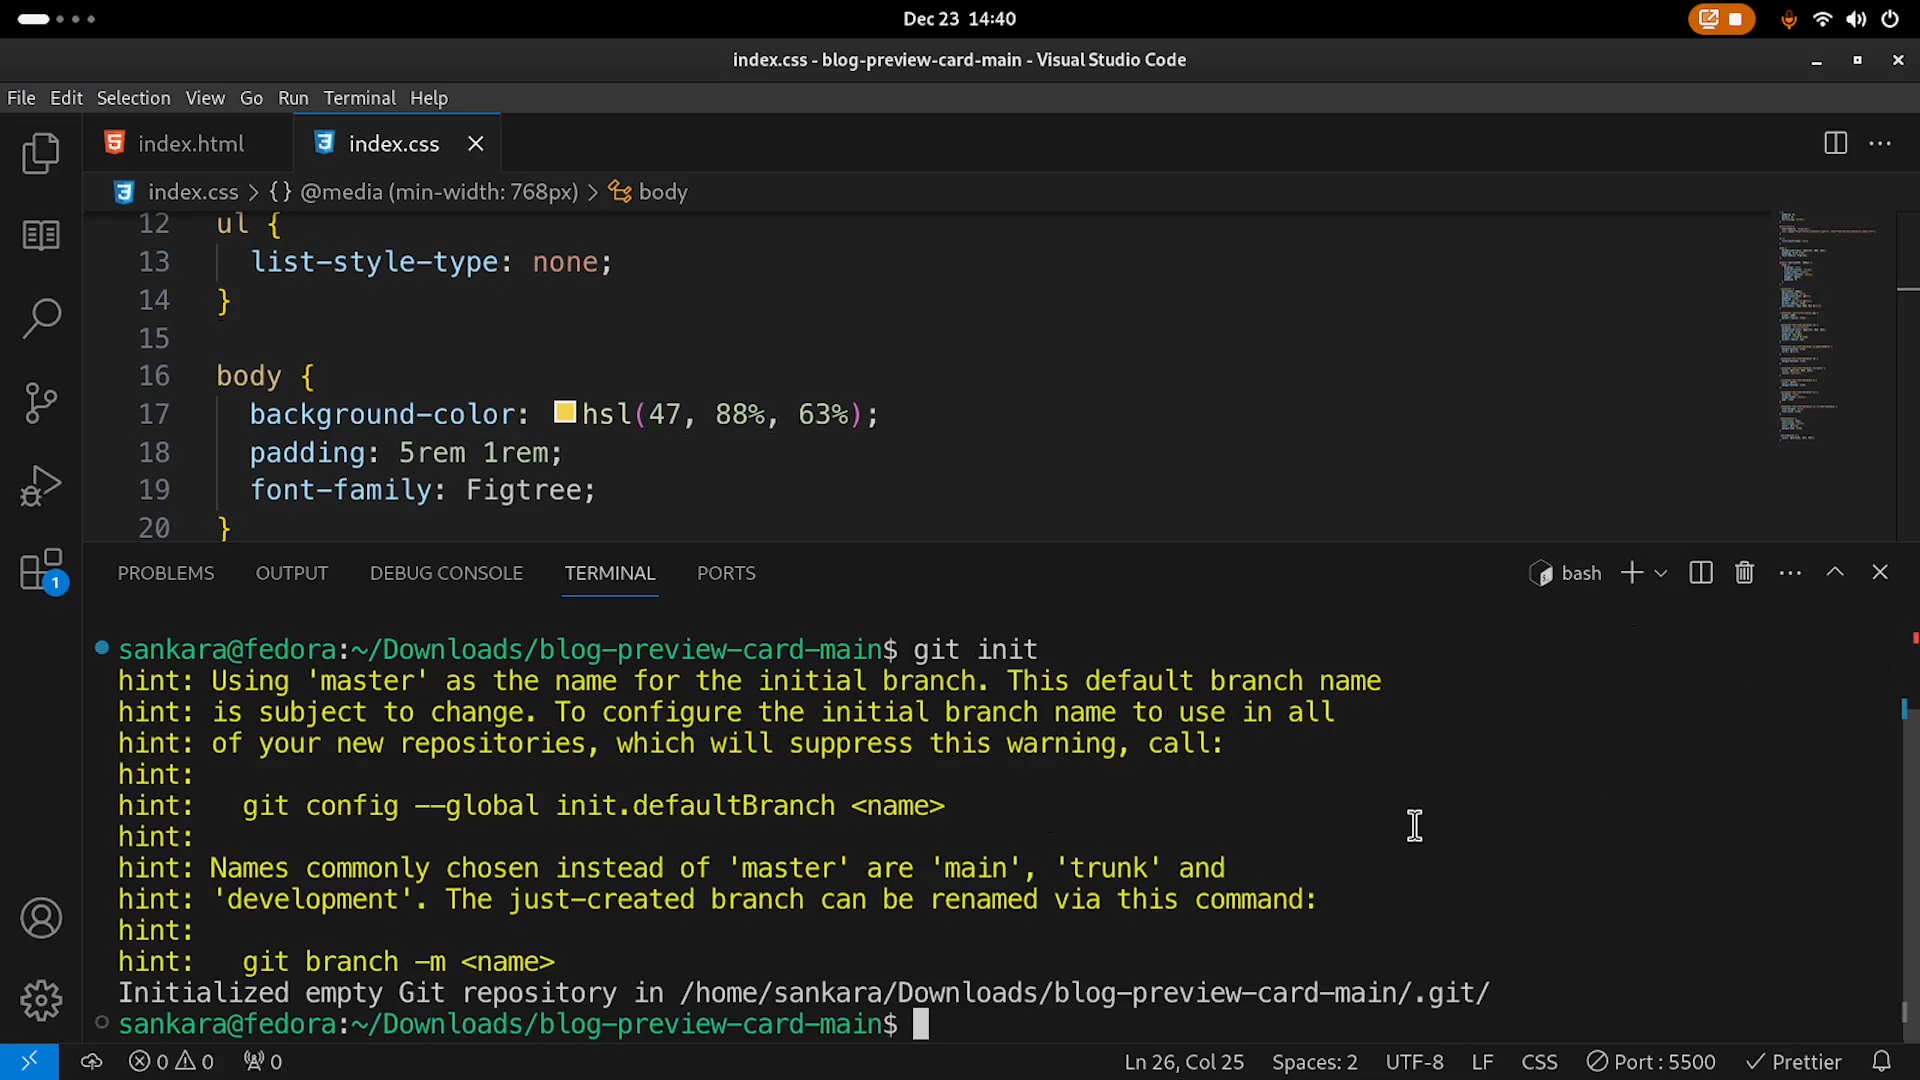 Dec 23 14:40
index.css - blog-preview-card-main - Visual Studio Code
File Edit Selection View Go Run Terminal Help
index.html index.css
index.css > {} @media (min-width: 768px) > body
12 ul {
13 list-style-type: none;
14 }
15
16 body {
17 background-color: hsl(47, 88%, 63%);
18 padding: 5rem 1rem;
19 font-family: Figtree;
20 }
PROBLEMS OUTPUT DEBUG CONSOLE TERMINAL PORTS bash
1
sankara@fedora:~/Downloads/blog-preview-card-main$ git init
hint: Using 'master' as the name for the initial branch. This default branch name
hint: is subject to change. To configure the initial branch name to use in all
hint: of your new repositories, which will suppress this warning, call:
hint:
hint: git config --global init.defaultBranch <name>
hint:
hint: Names commonly chosen instead of 'master' are 'main', 'trunk' and
hint: 'development'. The just-created branch can be renamed via this command:
hint:
hint: git branch -m <name>
Initialized empty Git repository in /home/sankara/Downloads/blog-preview-card-main/.git/
sankara@fedora:~/Downloads/blog-preview-card-main$
0 0 0 Ln 26, Col 25 Spaces: 2 UTF-8 LF CSS Port : 5500 Prettier